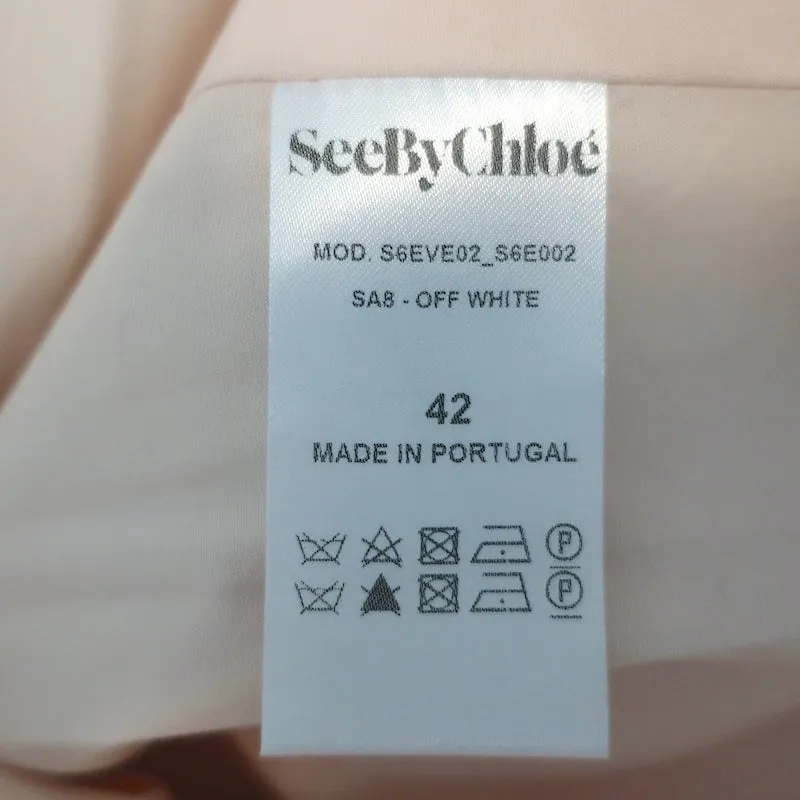 SeeByChloé
MOD. S6EVE02_S6E002
SA8 - OFF WHITE
42
MADE IN PORTUGAL
P
P